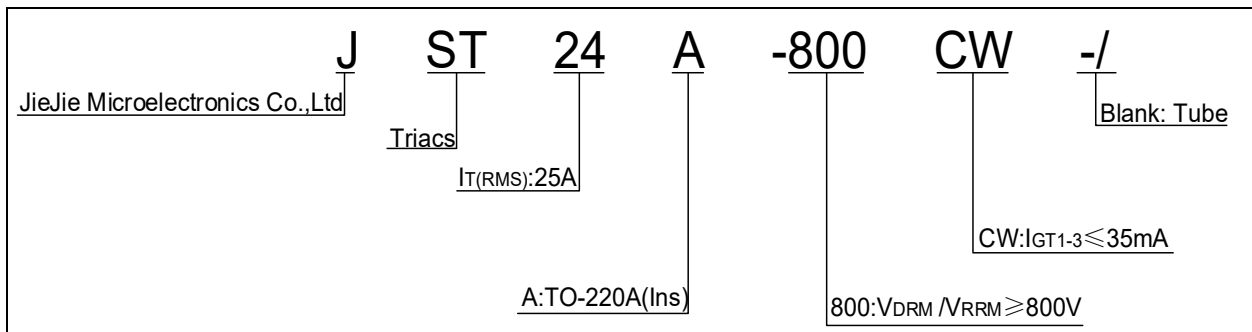 J ST 24 A -800 CW -/
JieJie Microelectronics Co.,Ltd
Blank: Tube
Triacs
IT(RMS):25A
CW:IGT1-3≤35mA
A:TO-220A(Ins)
800:VDRM /VRRM≥800V